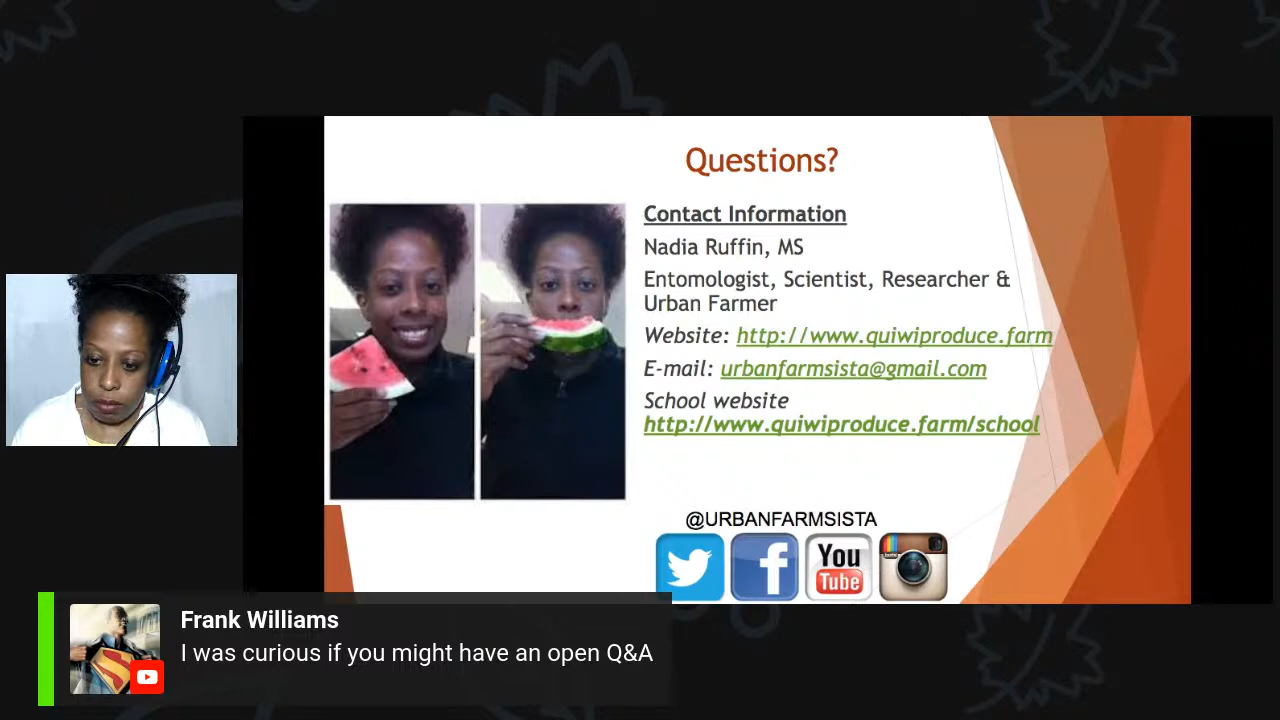 Questions?
Contact Information
Nadia Ruffin, MS
Entomologist, Scientist, Researcher &
Urban Farmer
Website: http://www.quiwiproduce.farm
E-mail: urbanfarmsista@gmail.com
School website
http://www.quiwiproduce.farm/school
@URBANFARMSISTA
You
Tube
Frank Williams
I was curious if you might have an open Q&A